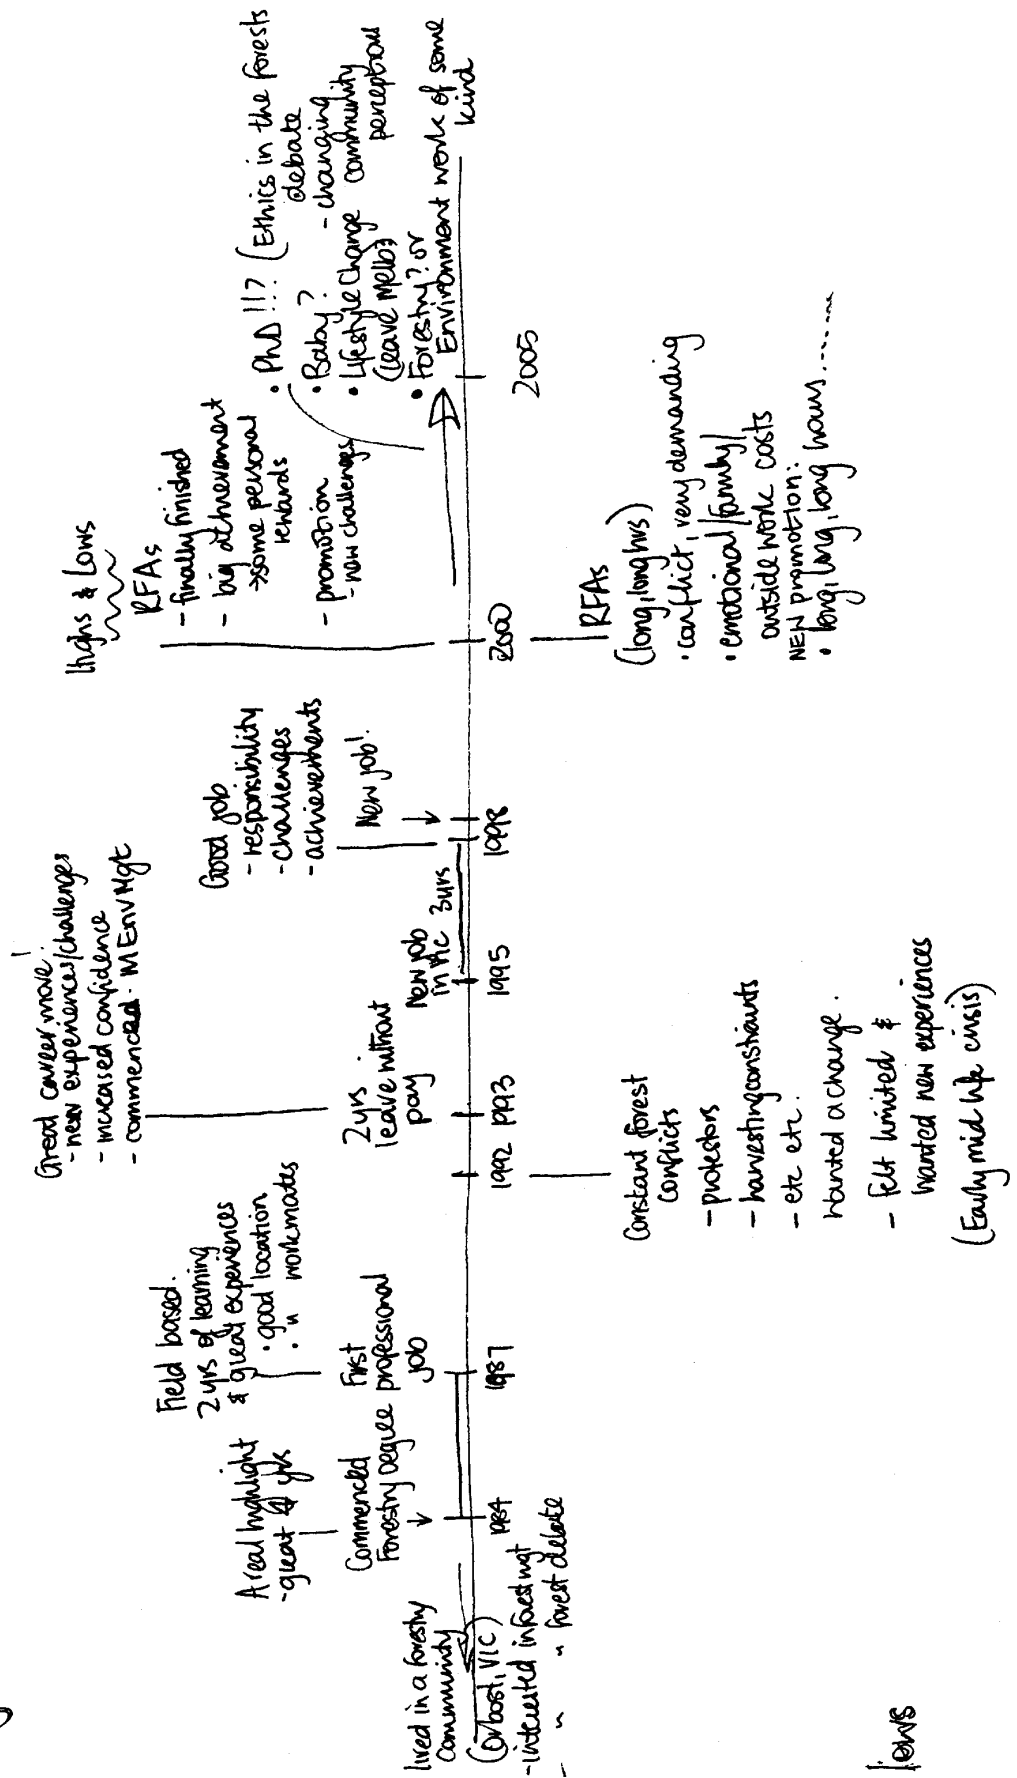 Highs & Lows
lived in a forestry
community
(Orbost, VIC)
- interested in forest mgt
- " " forest debate
A real highlight
- great 4 yrs
Commenced
Forestry Degree
1984
Field based.
2 yrs of learning
& great experiences
· good location
· " workmates
First
professional
job
1987
1992
Constant forest
conflicts
- protestors
- harvesting constraints
- etc etc.
Wanted a change.
- felt limited &
wanted new experiences
(Early mid life crisis)
Great career move!
- new experiences/challenges
- increased confidence
- commenced M Env Mgt
2 yrs
leave without
pay
1993
New job
in Vic
1995
3 yrs
Good job
- responsibility
- challenges
- achievements
New job!
1998
RFAs
- finally finished
- big achievement
→ some personal
rewards
- promotion
- new challenges
2000
RFAs
(long, long hrs)
· conflict, very demanding
· emotional/family/
outside work costs
NEW promotion:
· long, long, long hours.......
• PhD!!? (Ethics in the forests
debate
• Baby?
- changing
community
perceptions
• Lifestyle Change
(leave Melb?)
• Forestry? or
Environment work of some
kind
2005
lows